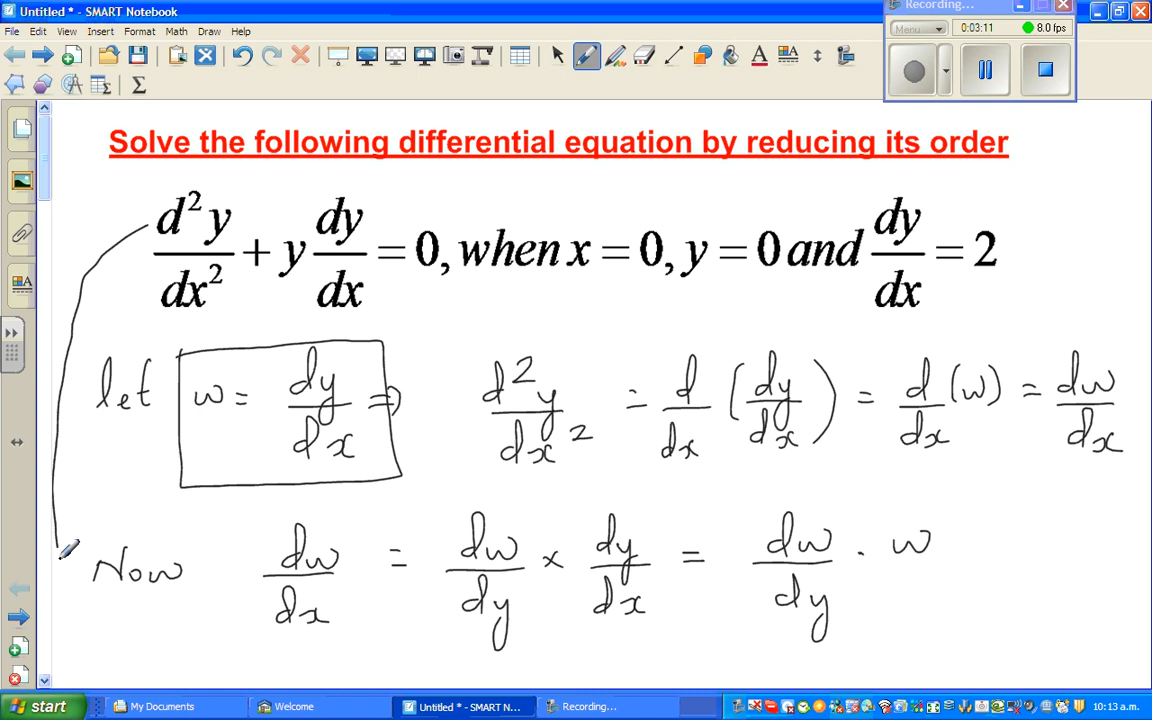 Untitled * - SMART Notebook
Recording...
File Edit View Insert Format Math Draw Help
Menu
00:03:11
8.0 fps
Solve the following differential equation by reducing its order
d²y/dx² + y dy/dx = 0, when x = 0, y = 0 and dy/dx = 2
let w = dy/dx ⇒ d²y/dx² = d/dx (dy/dx) = d/dx (w) = dw/dx
Now dw/dx = dw/dy × dy/dx = dw/dy . w
start
My Documents
Welcome
Untitled * - SMART N...
Recording...
10:13 a.m.